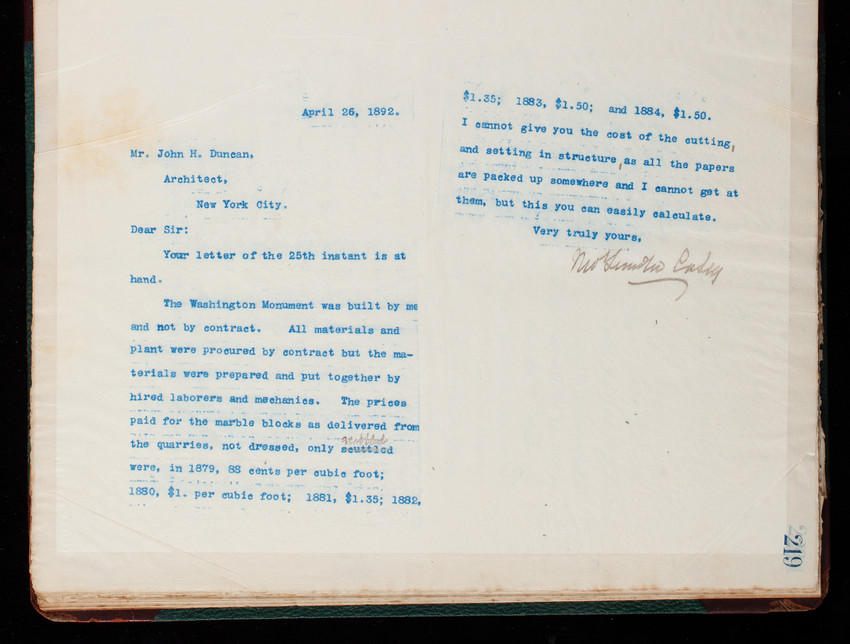 April 26, 1892.
Mr. John H. Duncan,
Architect,
New York City.
Dear Sir:
Your letter of the 25th instant is at
hand.
The Washington Monument was built by me
and not by contract. All materials and
plant were procured by contract but the ma-
terials were prepared and put together by
hired laborers and mechanics. The prices
paid for the marble blocks as delivered from
the quarries, not dressed, only scuttled
were, in 1879, 88 cents per cubic foot;
1880, $1. per cubic foot; 1881, $1.35; 1882,
$1.35; 1883, $1.50; and 1884, $1.50.
I cannot give you the cost of the cutting,
and setting in structure, as all the papers
are packed up somewhere and I cannot get at
them, but this you can easily calculate.
Very truly yours,
Casey
219